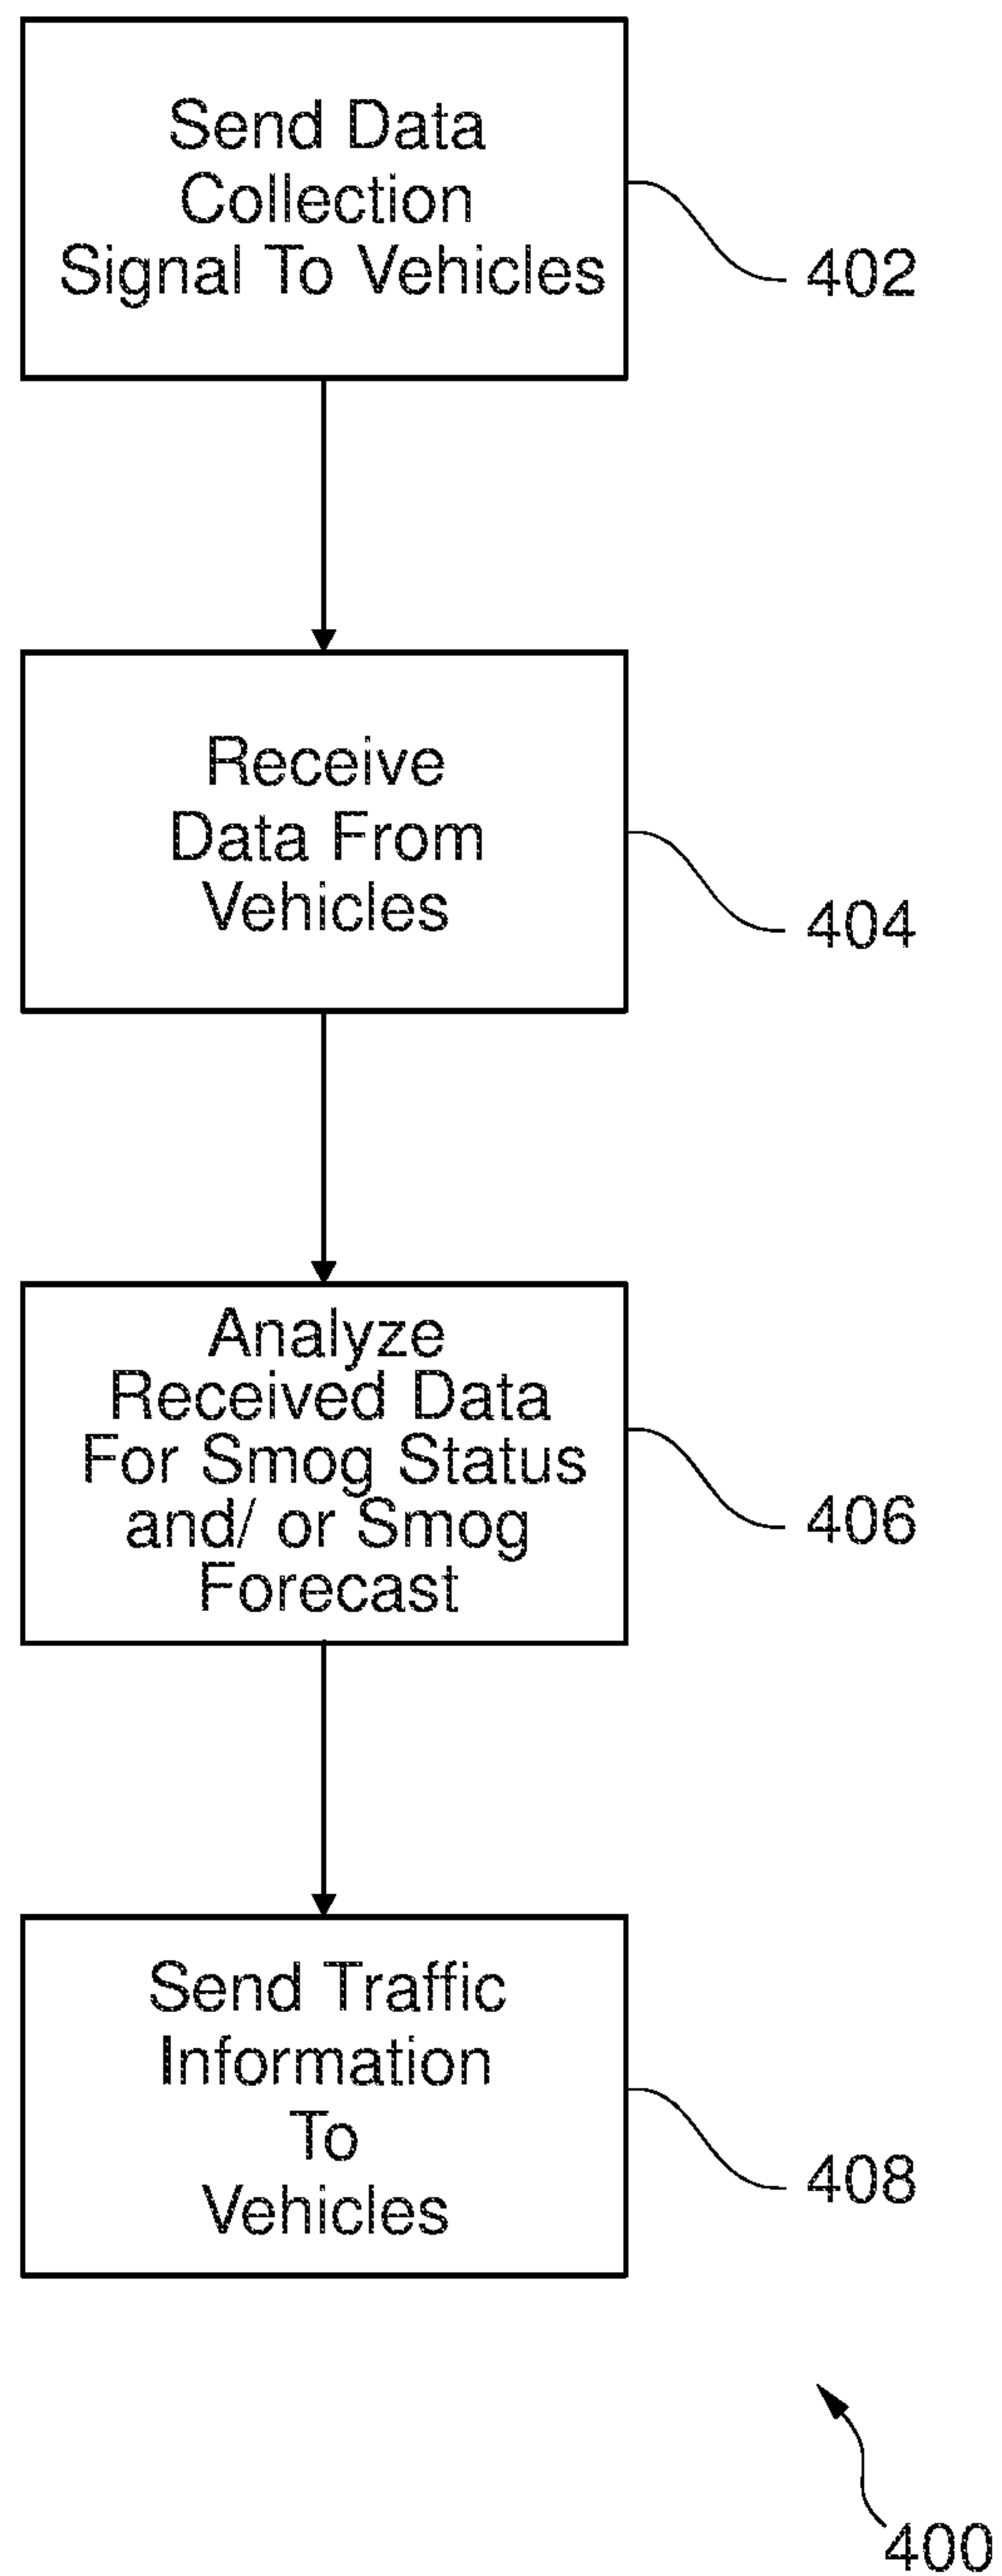 Send Data
Collection
Signal To Vehicles
402
Receive
Data From
Vehicles
404
Analyze
Received Data
For Smog Status
and/ or Smog
Forecast
406
Send Traffic
Information
To
Vehicles
408
400